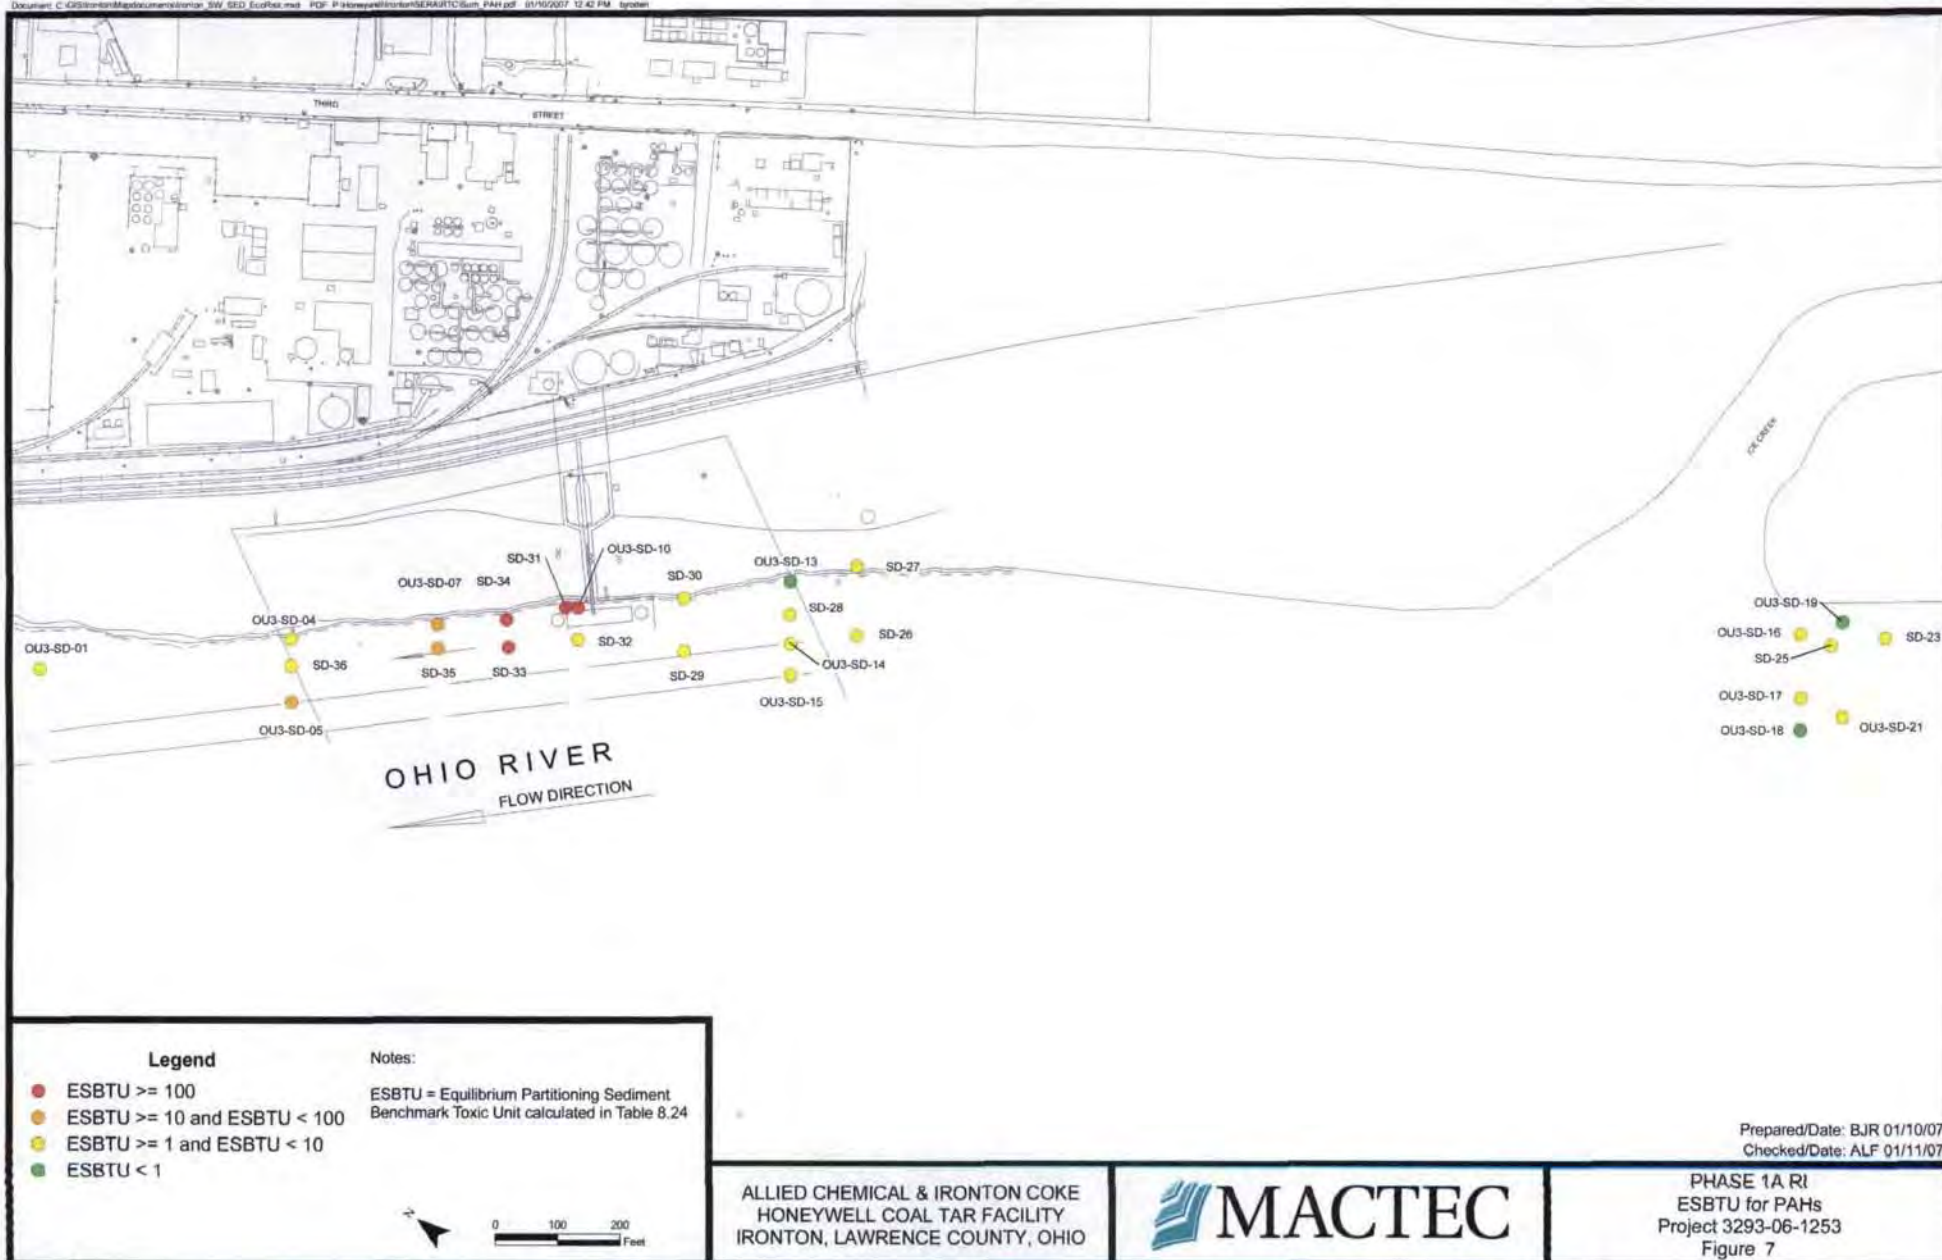 THIRD
STREET
ICE CREEK
SD-31
OU3-SD-10
OU3-SD-07
SD-34
SD-30
OU3-SD-13
SD-27
OU3-SD-04
SD-28
OU3-SD-19
OU3-SD-01
SD-36
SD-32
SD-26
OU3-SD-16
SD-23
SD-35
SD-33
SD-29
OU3-SD-14
SD-25
OU3-SD-05
OU3-SD-15
OU3-SD-17
OU3-SD-18
OU3-SD-21
OHIO RIVER
FLOW DIRECTION
Legend
ESBTU >= 100
ESBTU >= 10 and ESBTU < 100
ESBTU >= 1 and ESBTU < 10
ESBTU < 1
Notes:
ESBTU = Equilibrium Partitioning Sediment
Benchmark Toxic Unit calculated in Table 8.24
0 100 200
Feet
Prepared/Date: BJR 01/10/07
Checked/Date: ALF 01/11/07
ALLIED CHEMICAL & IRONTON COKE
HONEYWELL COAL TAR FACILITY
IRONTON, LAWRENCE COUNTY, OHIO
MACTEC
PHASE 1A RI
ESBTU for PAHs
Project 3293-06-1253
Figure 7